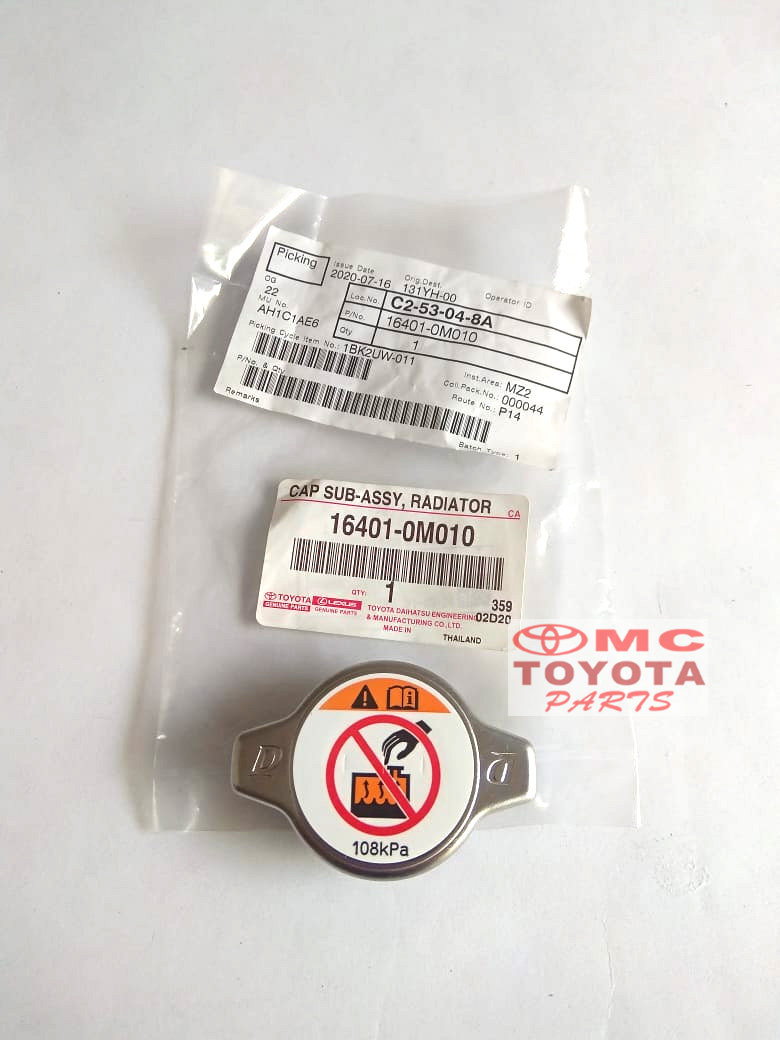 Picking
Issue Date
2020-07-16
Orig.Dest.
131YH-00
Operator ID
OG
22
MU No.
AH1C1AE6
Loc.No. C2-53-04-8A
P/No. 16401-0M010
Qty 1
Picking Cycle Item No.: 1BK2UW-011
Inst.Area: MZ2
Coll.Pack.No.: 000044
Route No.: P14
P/No. & Qty
Remarks
Batch Type: 1
CAP SUB-ASSY, RADIATOR CA
16401-0M010
QTY: 1
359
02D20
TOYOTA
GENUINE PARTS
LEXUS
GENUINE PARTS
TOYOTA DAIHATSU ENGINEERING
& MANUFACTURING CO.,LTD.
MADE IN THAILAND
MC
TOYOTA
PARTS
D D
108kPa